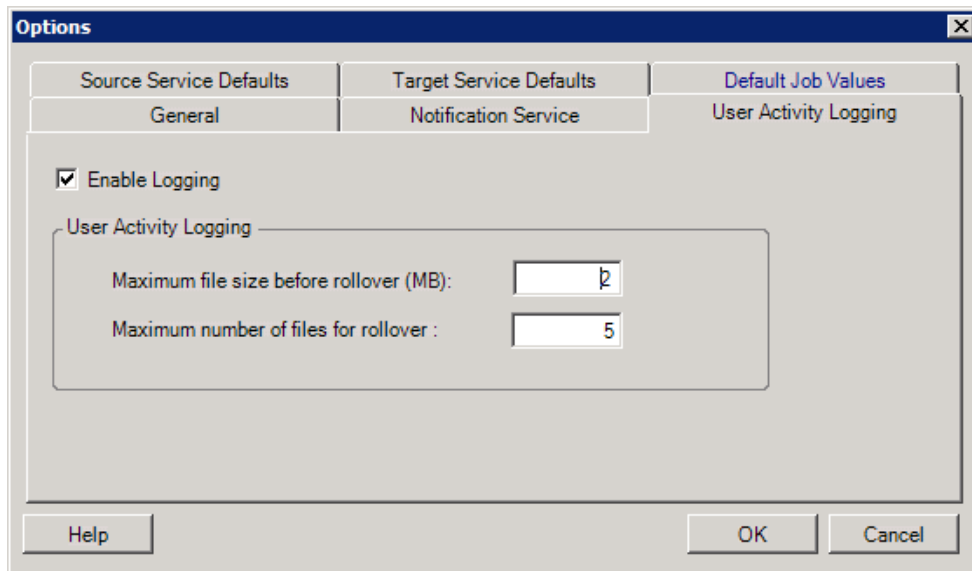 Options
Source Service Defaults Target Service Defaults Default Job Values
General Notification Service User Activity Logging
Enable Logging
User Activity Logging
Maximum file size before rollover (MB): 2
Maximum number of files for rollover : 5
Help OK Cancel